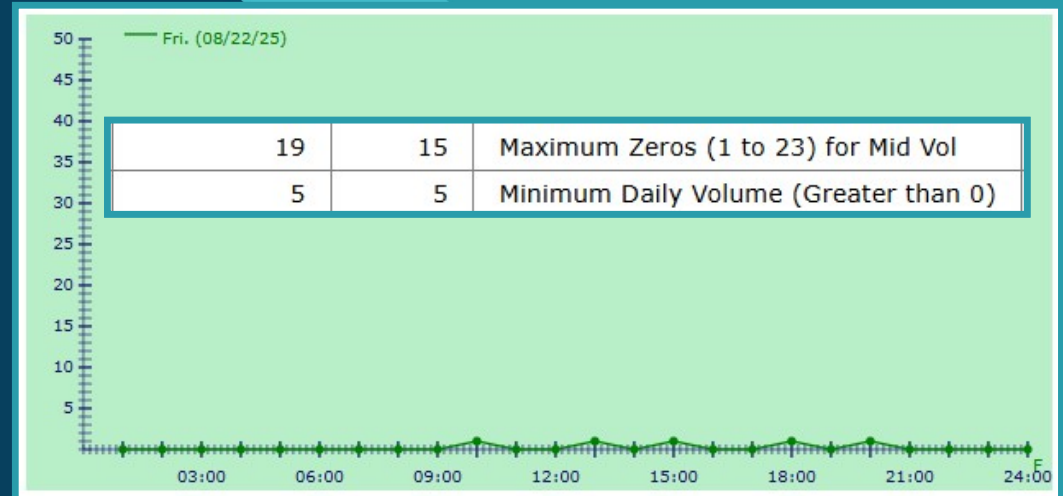 50
Fri. (08/22/25)
45
40
19 15 Maximum Zeros (1 to 23) for Mid Vol
35
5 5 Minimum Daily Volume (Greater than 0)
30
25
20
15
10
5
F
03:00 06:00 09:00 12:00 15:00 18:00 21:00 24:00